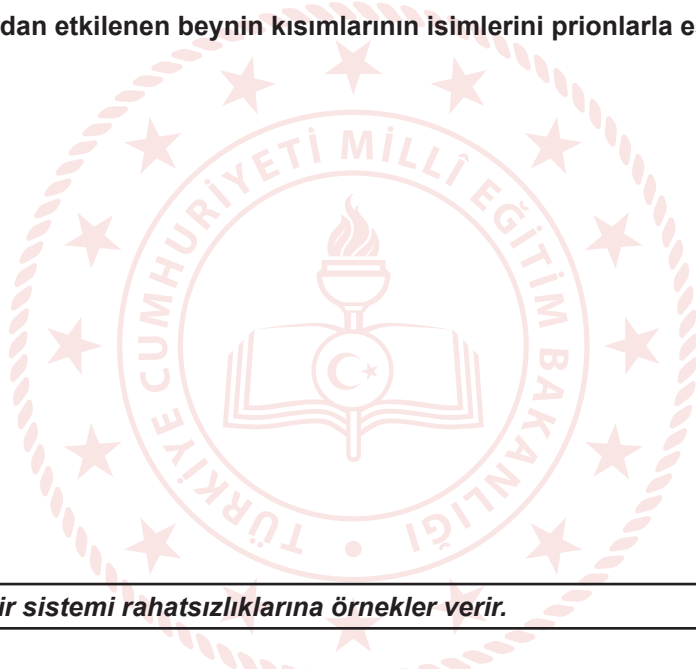 dan etkilenen beynin kısımlarının isimlerini prionlarla e
TÜRKİYE CUMHURİYETİ MİLLÎ EĞİTİM BAKANLIĞI
ir sistemi rahatsızlıklarına örnekler verir.